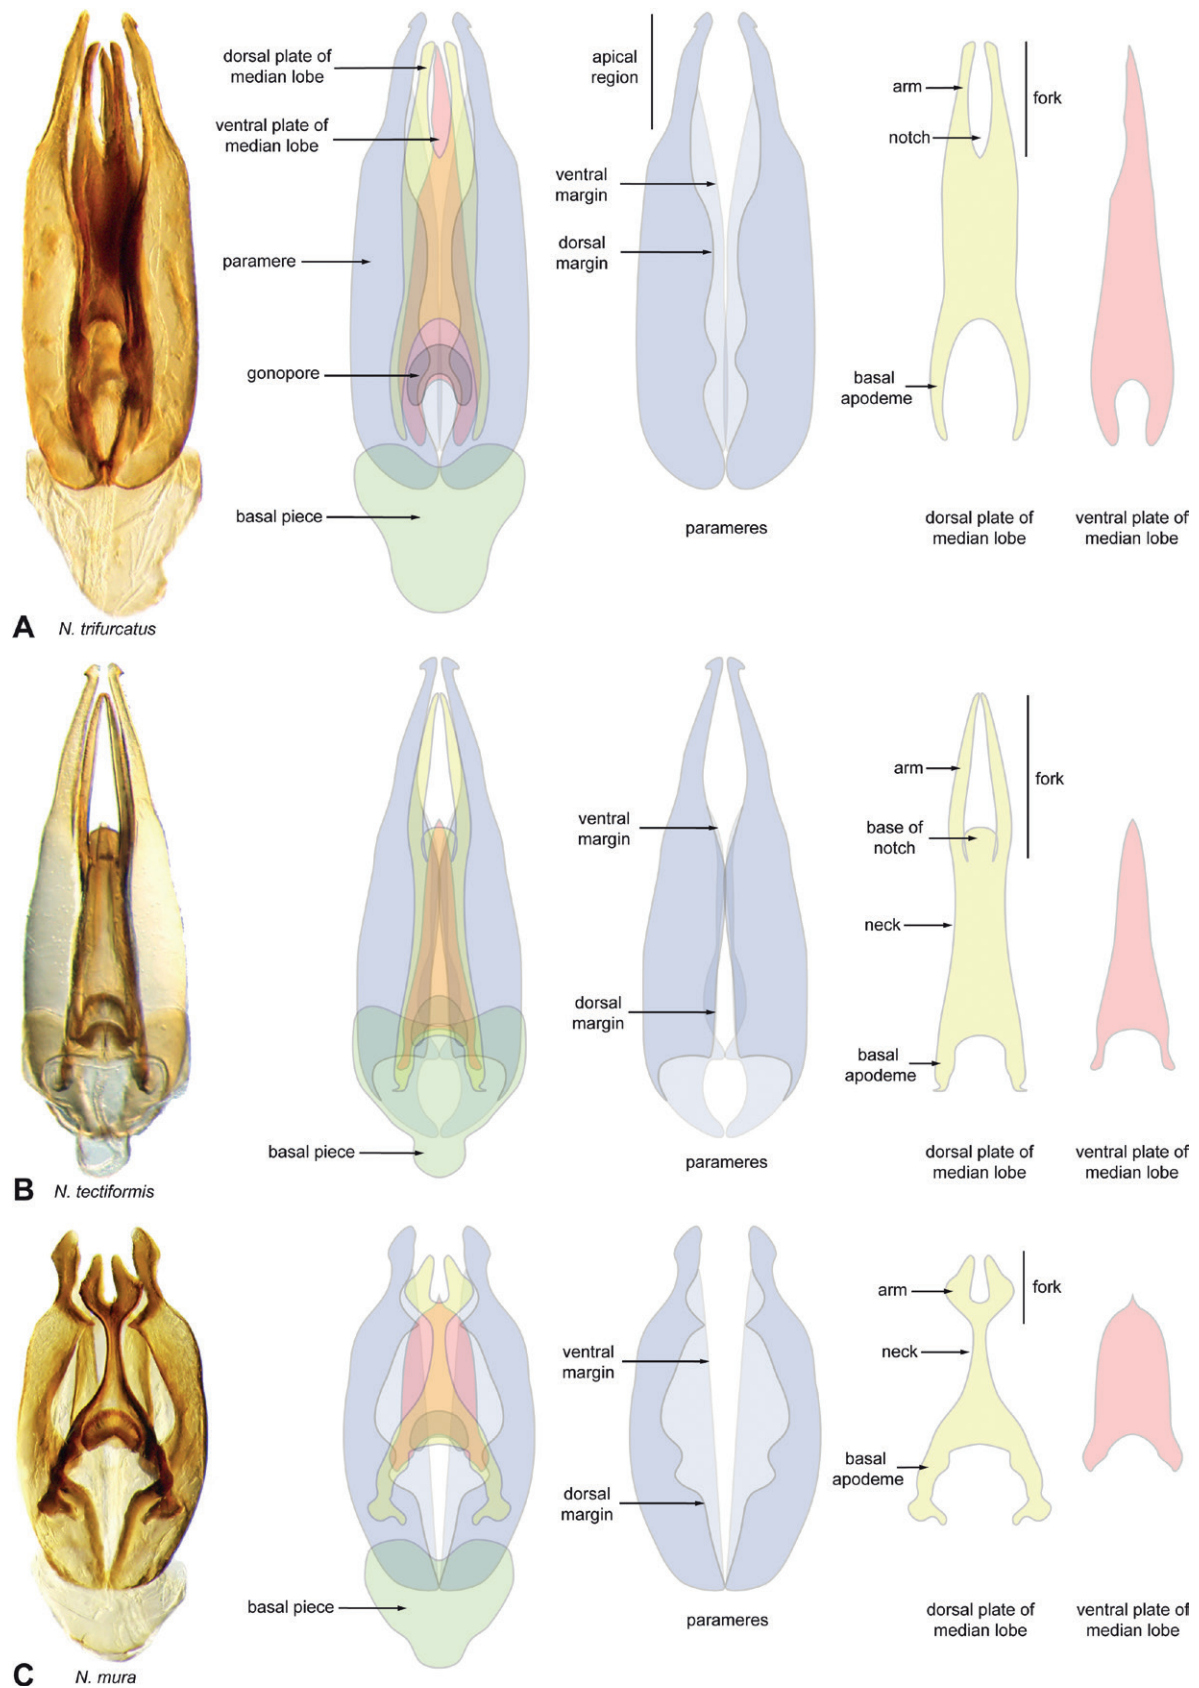 dorsal plate of
median lobe
ventral plate of
median lobe
paramere
gonopore
basal piece
apical
region
ventral
margin
dorsal
margin
parameres
arm
notch
fork
basal
apodeme
dorsal plate of
median lobe
ventral plate of
median lobe
A N. trifurcatus
basal piece
ventral
margin
dorsal
margin
parameres
arm
base of
notch
fork
neck
basal
apodeme
dorsal plate of
median lobe
ventral plate of
median lobe
B N. tectiformis
basal piece
ventral
margin
dorsal
margin
parameres
arm
fork
neck
basal
apodeme
dorsal plate of
median lobe
ventral plate of
median lobe
C N. mura